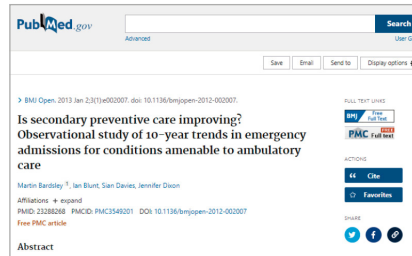 PubMed.gov
Search
Advanced
User G
Save Email Send to Display options
> BMJ Open. 2013 Jan 2;3(1):e002007. doi: 10.1136/bmjopen-2012-002007.
Is secondary preventive care improving?
Observational study of 10-year trends in emergency
admissions for conditions amenable to ambulatory
care
Martin Bardsley 1, Ian Blunt, Sian Davies, Jennifer Dixon
Affiliations + expand
PMID: 23288268 PMCID: PMC3549201 DOI: 10.1136/bmjopen-2012-002007
Free PMC article
Abstract
FULL TEXT LINKS
BMJ Free
Full Text
PMC FREE
Full text
ACTIONS
Cite
Favorites
SHARE